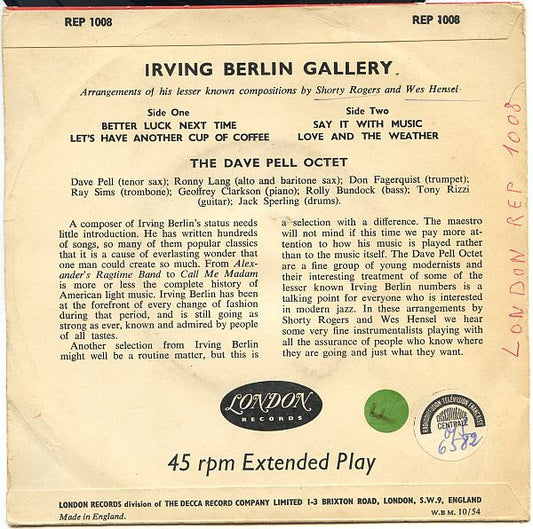 REP 1008
REP 1008
IRVING BERLIN GALLERY.
Arrangements of his lesser known compositions by Shorty Rogers and Wes Hensel
Side One
BETTER LUCK NEXT TIME
LET'S HAVE ANOTHER CUP OF COFFEE
Side Two
SAY IT WITH MUSIC
LOVE AND THE WEATHER
THE DAVE PELL OCTET
Dave Pell (tenor sax); Ronny Lang (alto and baritone sax); Don Fagerquist (trumpet);
Ray Sims (trombone); Geoffrey Clarkson (piano); Rolly Bundock (bass); Tony Rizzi
(guitar); Jack Sperling (drums).
A composer of Irving Berlin's status needs
little introduction. He has written hundreds
of songs, so many of them popular classics
that it is a cause of everlasting wonder that
one man could create so much. From Alex-
ander's Ragtime Band to Call Me Madam
is more or less the complete history of
American light music. Irving Berlin has been
at the forefront of every change of fashion
during that period, and is still going as
strong as ever, known and admired by people
of all tastes.
Another selection from Irving Berlin
might well be a routine matter, but this is
a selection with a difference. The maestro
will not mind if this time we pay more at-
tention to how his music is played rather
than to the music itself. The Dave Pell Octet
are a fine group of young modernists and
their interesting treatment of some of the
lesser known Irving Berlin numbers is a
talking point for everyone who is interested
in modern jazz. In these arrangements by
Shorty Rogers and Wes Hensel we hear
some very fine instrumentalists playing with
all the assurance of people who know where
they are going and just what they want.
LONDON REP 1008
LONDON
RECORDS
F
RADIODIFFUSION-TÉLÉVISION FRANÇAISE
DISCOTHÈQUE
CENTRALE
6582
45 rpm Extended Play
LONDON RECORDS division of THE DECCA RECORD COMPANY LIMITED 1-3 BRIXTON ROAD, LONDON, S.W.9, ENGLAND
Made in England.
W.B.M. 10/54